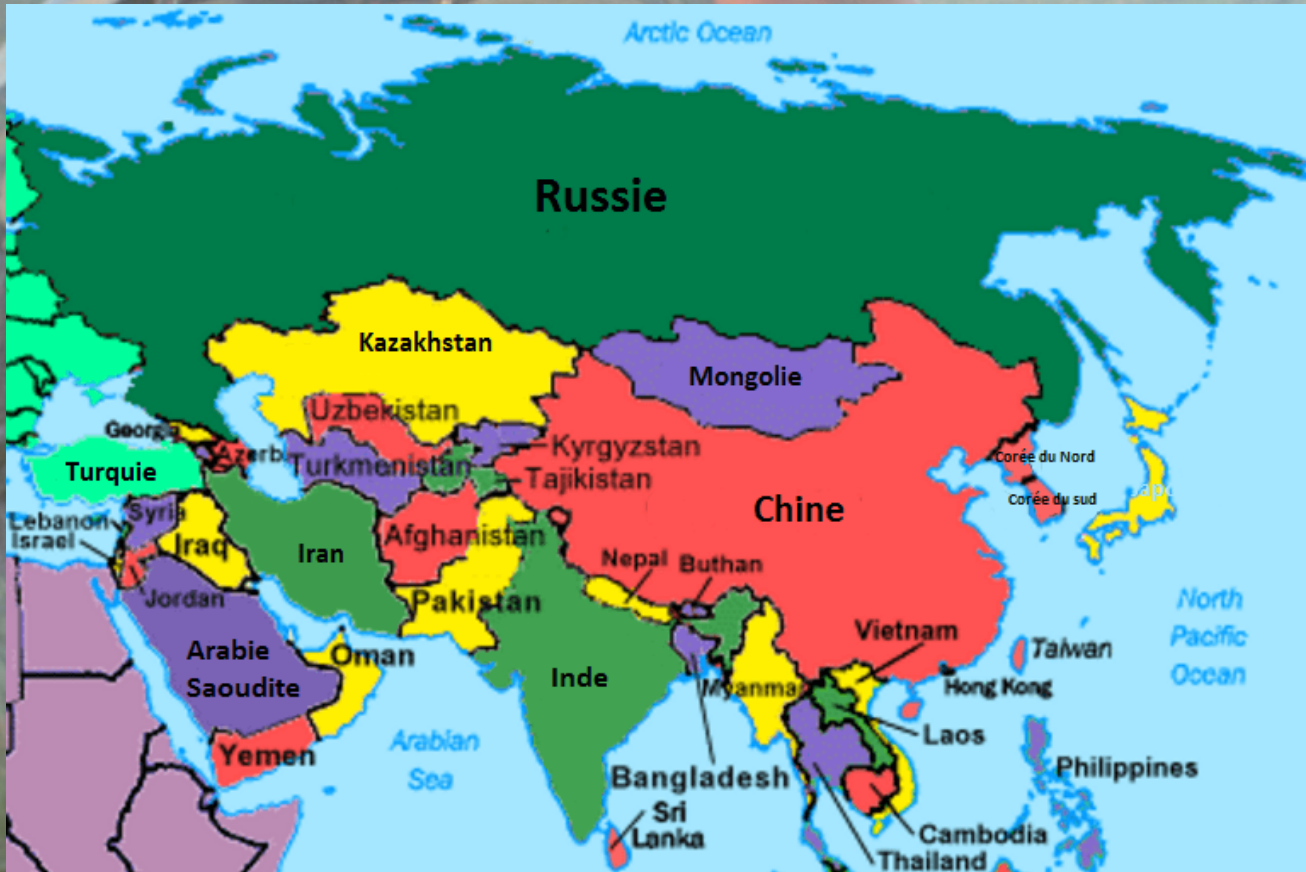 Arctic Ocean
Russie
Kazakhstan
Mongolie
Uzbekistan
Georgia
Azerb
Kyrgyzstan
Turkmenistan
Turquie
Tajikistan
Corée du Nord
Corée du sud
Chine
Syria
Lebanon
Israel
Iraq
Iran
Afghanistan
Nepal
Buthan
Jordan
Pakistan
North
Pacific
Ocean
Vietnam
Arabie
Saoudite
Oman
Taiwan
Inde
Myanmar
Hong Kong
Laos
Arabian
Sea
Yemen
Bangladesh
Philippines
Sri
Lanka
Cambodia
Thailand